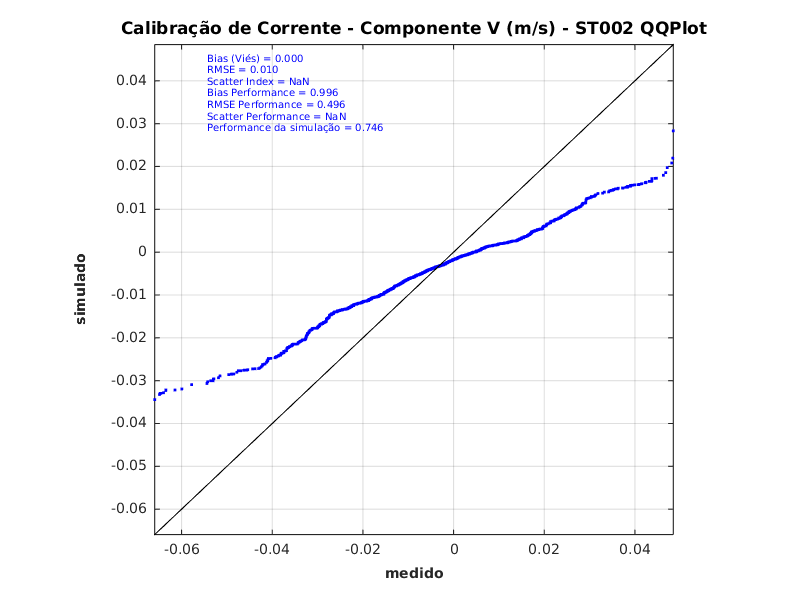 Calibração de Corrente - Componente V (m/s) - ST002 QQPlot
Bias (Viés) = 0.000
RMSE = 0.010
Scatter Index = NaN
Bias Performance = 0.996
RMSE Performance = 0.496
Scatter Performance = NaN
Performance da simulação = 0.746
0.04
0.03
0.02
0.01
0
-0.01
-0.02
-0.03
-0.04
-0.05
-0.06
simulado
-0.06 -0.04 -0.02 0 0.02 0.04
medido